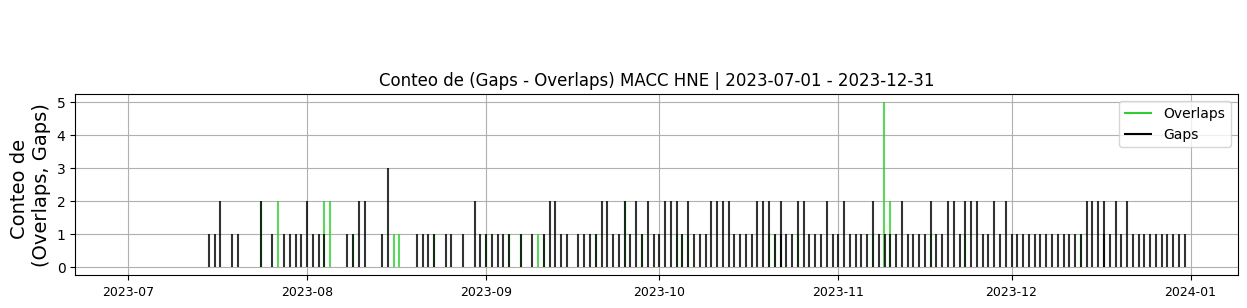 Conteo de (Gaps - Overlaps) MACC HNE | 2023-07-01 - 2023-12-31
Conteo de
(Overlaps, Gaps)
5
4
3
2
1
0
Overlaps
Gaps
2023-07
2023-08
2023-09
2023-10
2023-11
2023-12
2024-01